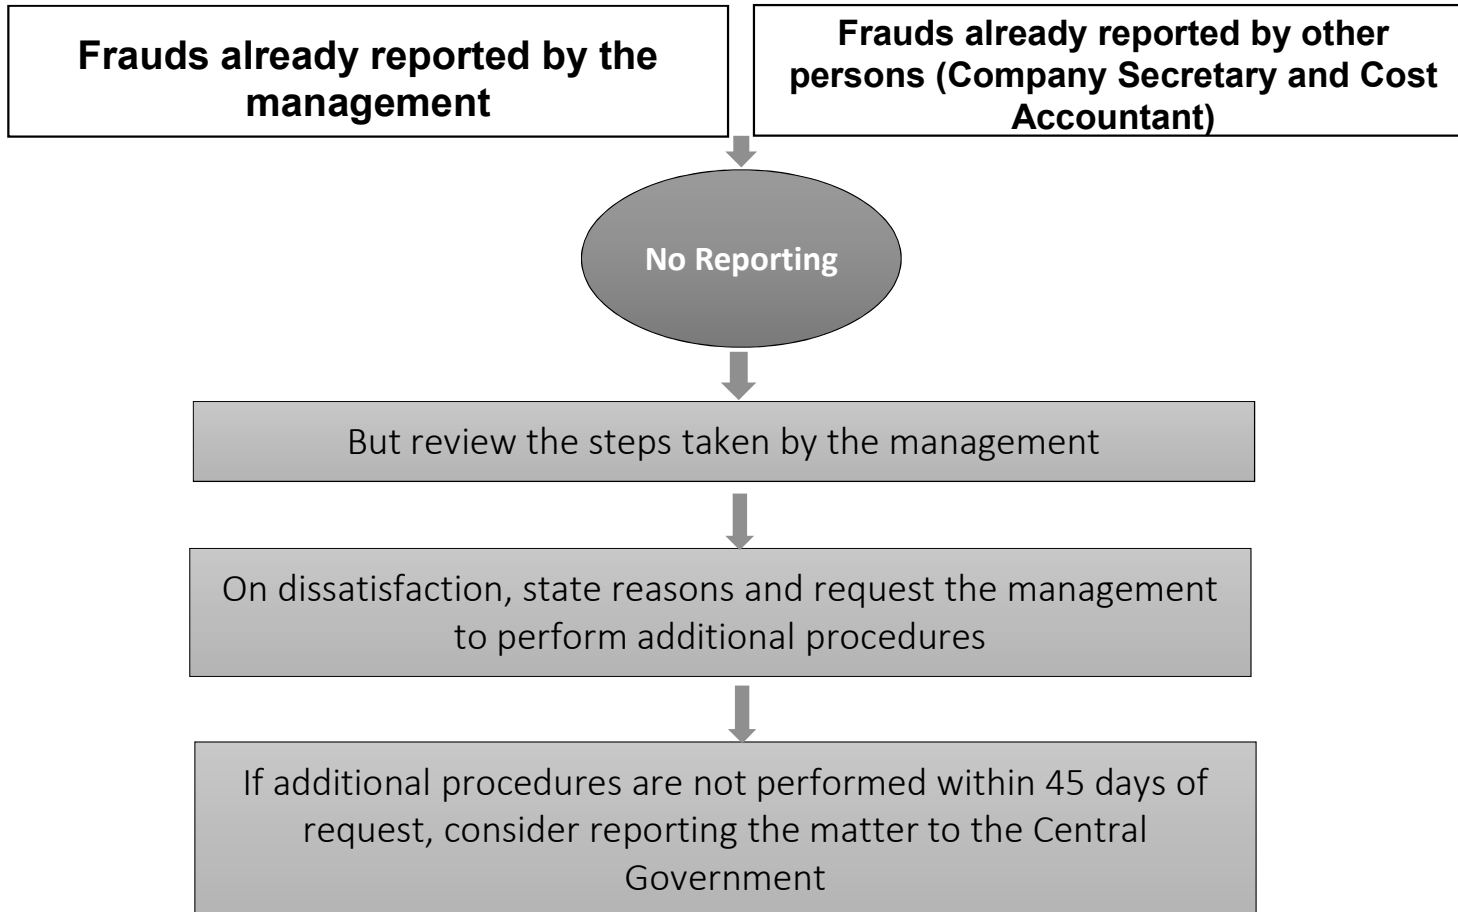 Frauds already reported by the
management
Frauds already reported by other
persons (Company Secretary and Cost
Accountant)
No Reporting
But review the steps taken by the management
On dissatisfaction, state reasons and request the management
to perform additional procedures
If additional procedures are not performed within 45 days of
request, consider reporting the matter to the Central
Government